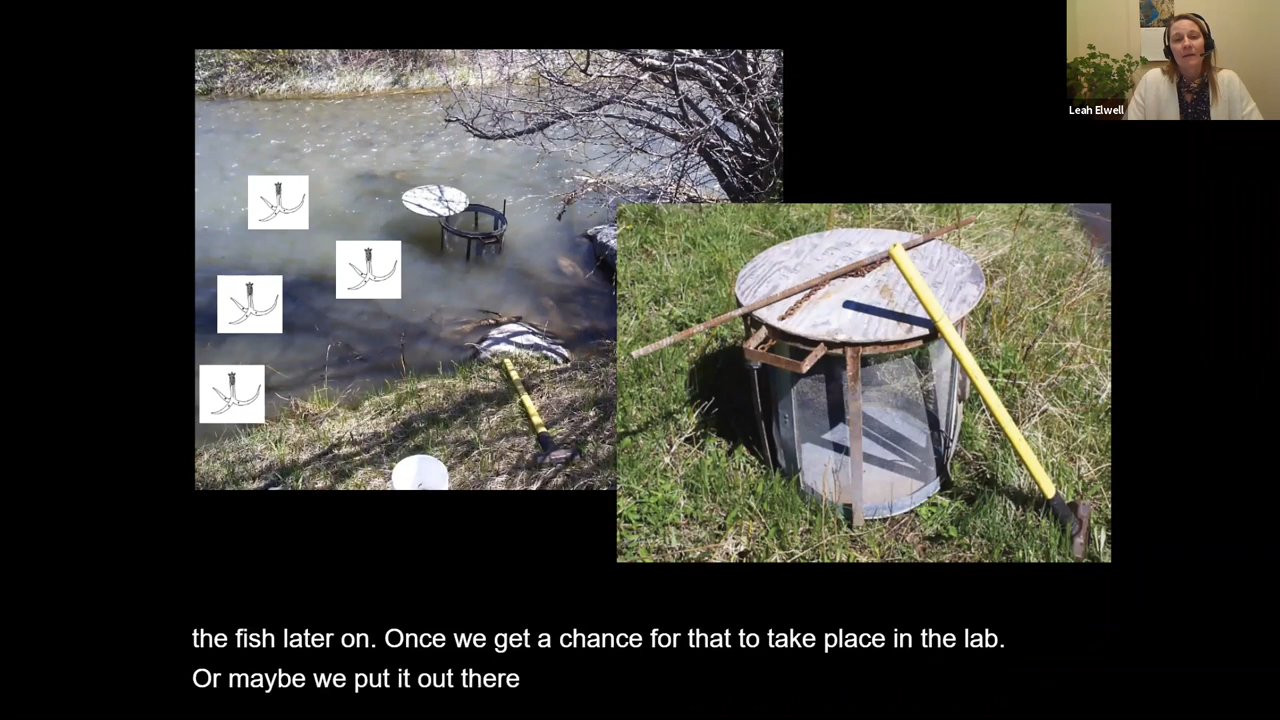 Leah Elwell
the fish later on. Once we get a chance for that to take place in the lab.
Or maybe we put it out there